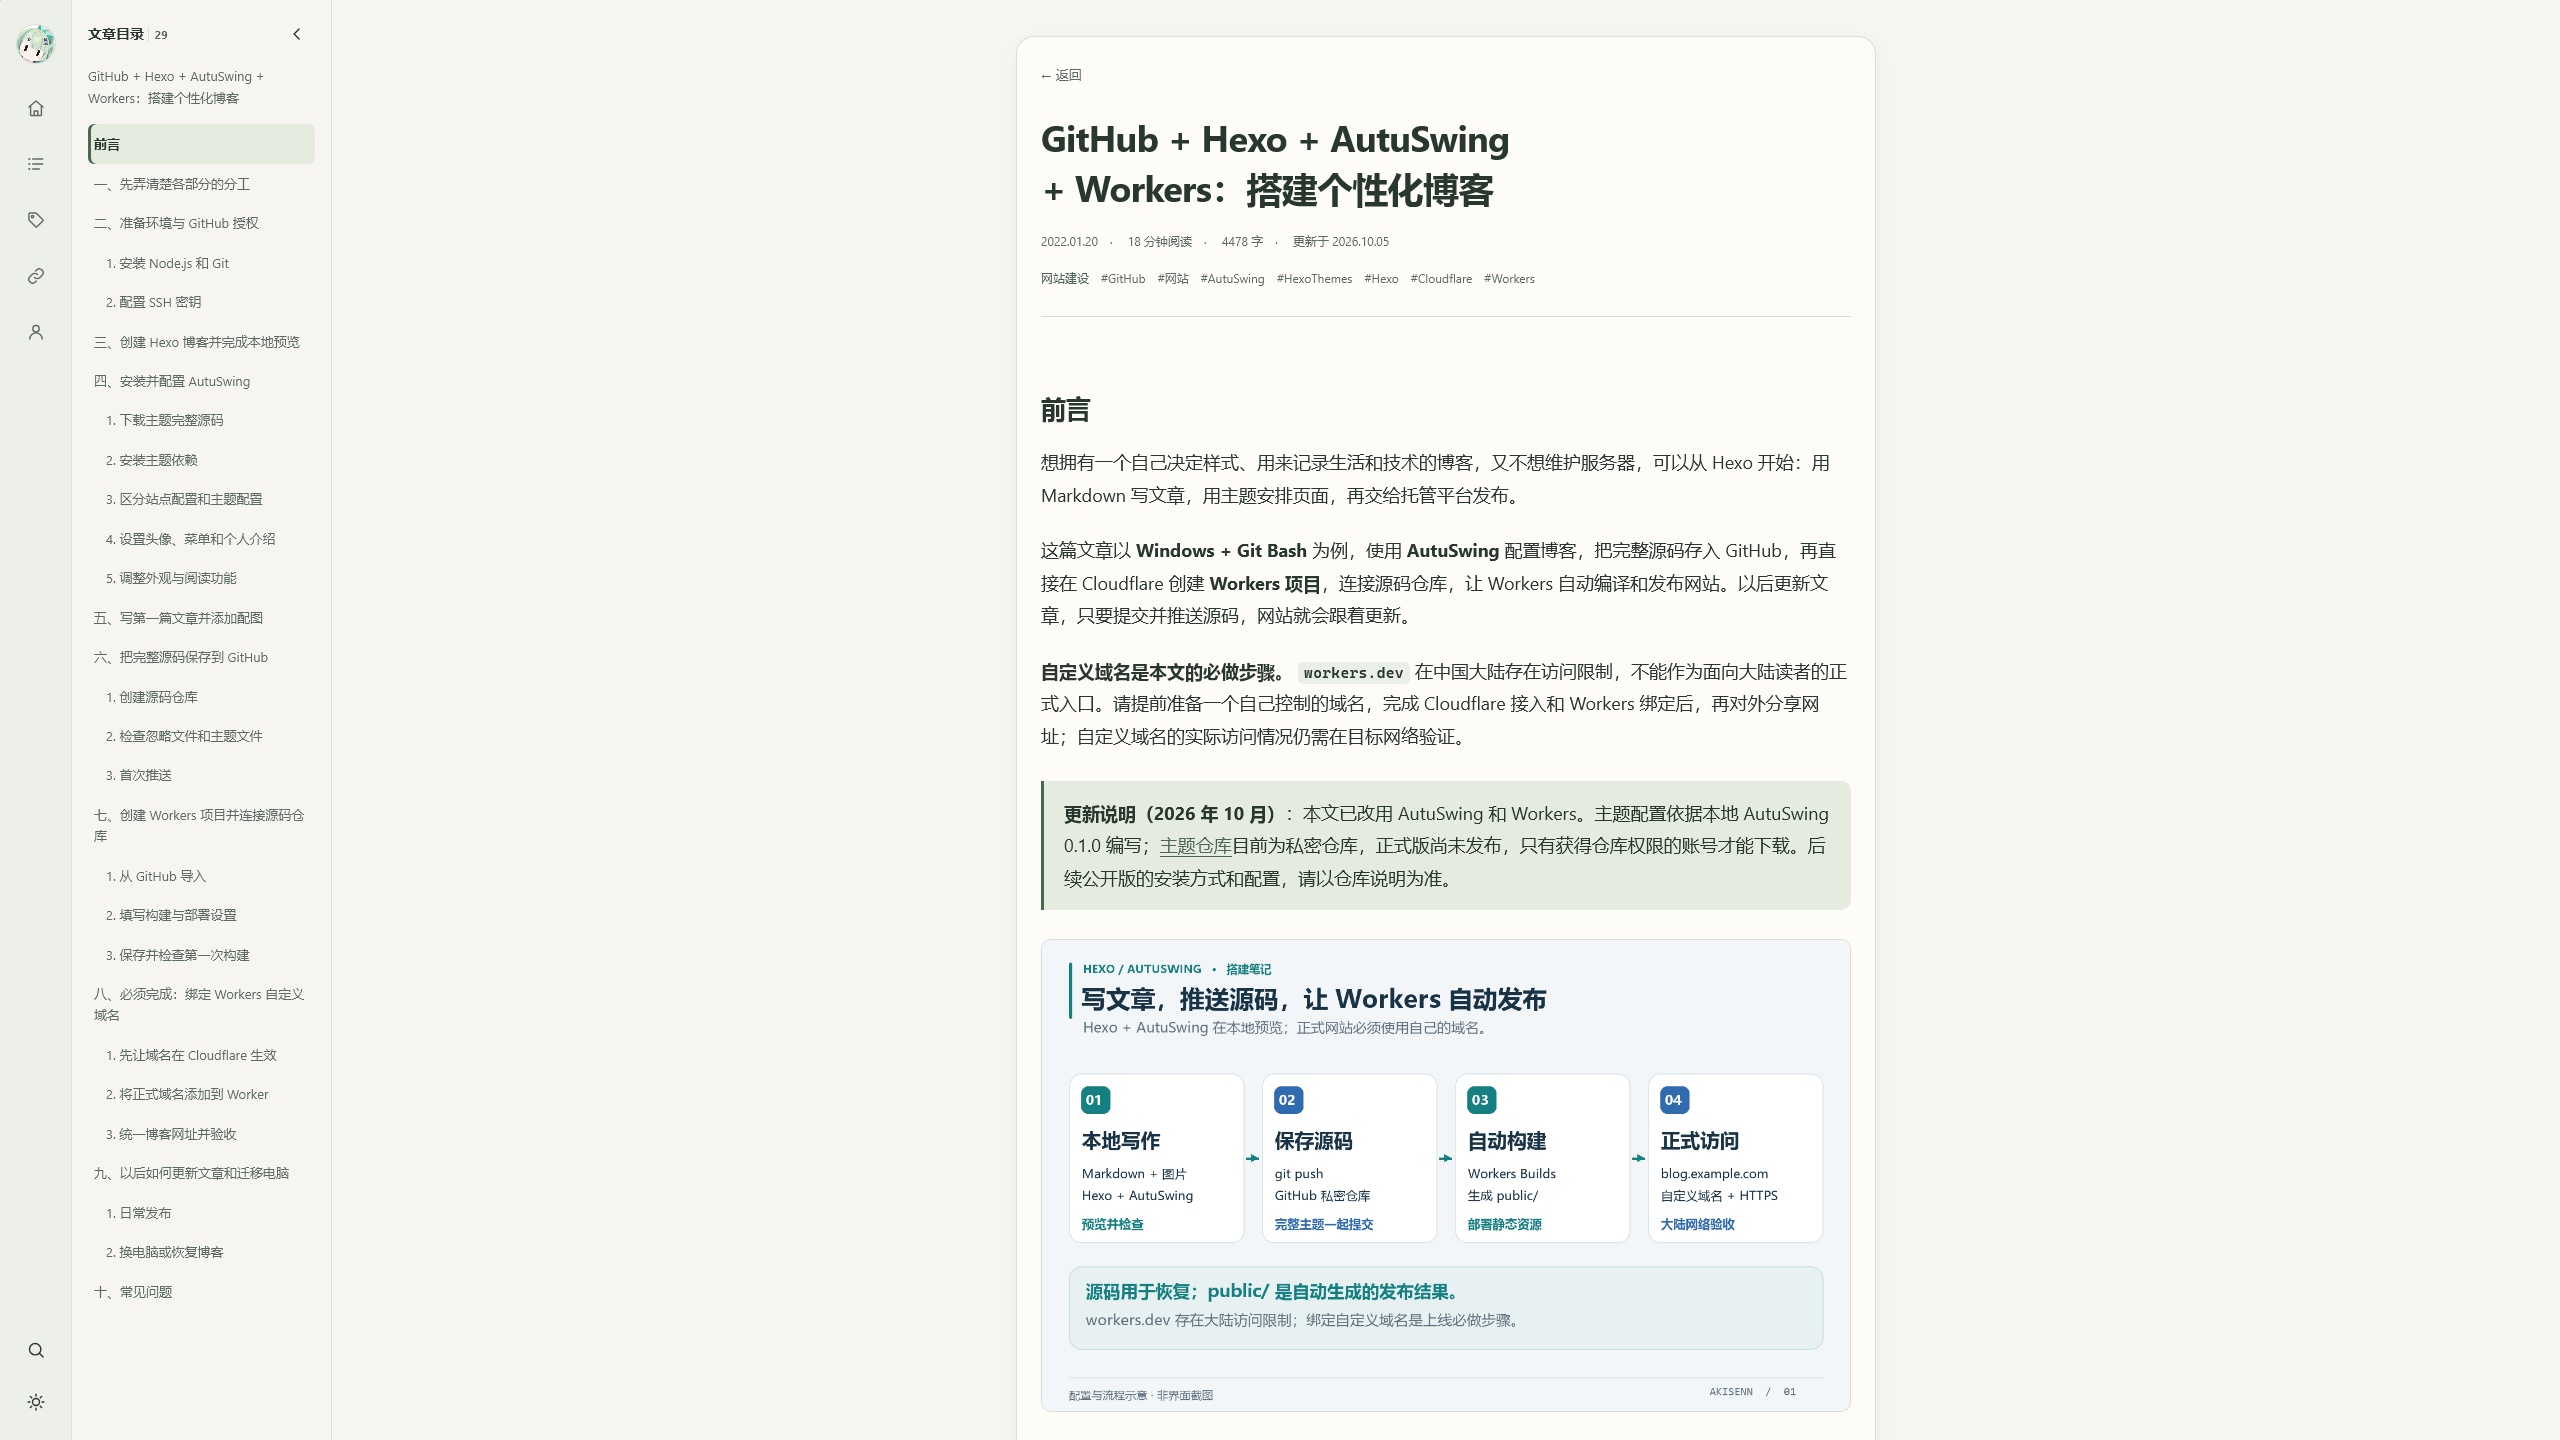 文章目录 29
GitHub + Hexo + AutuSwing +
Workers：搭建个性化博客
前言
一、先弄清楚各部分的分工
二、准备环境与 GitHub 授权
1. 安装 Node.js 和 Git
2. 配置 SSH 密钥
三、创建 Hexo 博客并完成本地预览
四、安装并配置 AutuSwing
1. 下载主题完整源码
2. 安装主题依赖
3. 区分站点配置和主题配置
4. 设置头像、菜单和个人介绍
5. 调整外观与阅读功能
五、写第一篇文章并添加配图
六、把完整源码保存到 GitHub
1. 创建源码仓库
2. 检查忽略文件和主题文件
3. 首次推送
七、创建 Workers 项目并连接源码仓
库
1. 从 GitHub 导入
2. 填写构建与部署设置
3. 保存并检查第一次构建
八、必须完成：绑定 Workers 自定义
域名
1. 先让域名在 Cloudflare 生效
2. 将正式域名添加到 Worker
3. 统一博客网址并验收
九、以后如何更新文章和迁移电脑
1. 日常发布
2. 换电脑或恢复博客
十、常见问题
← 返回
GitHub + Hexo + AutuSwing
+ Workers：搭建个性化博客
2022.01.20 · 18 分钟阅读 · 4478 字 · 更新于 2026.10.05
网站建设 #GitHub #网站 #AutuSwing #HexoThemes #Hexo #Cloudflare #Workers
前言
想拥有一个自己决定样式、用来记录生活和技术的博客，又不想维护服务器，可以从 Hexo 开始：用
Markdown 写文章，用主题安排页面，再交给托管平台发布。
这篇文章以 Windows + Git Bash 为例，使用 AutuSwing 配置博客，把完整源码存入 GitHub，再直
接在 Cloudflare 创建 Workers 项目，连接源码仓库，让 Workers 自动编译和发布网站。以后更新文
章，只要提交并推送源码，网站就会跟着更新。
自定义域名是本文的必做步骤。 workers.dev 在中国大陆存在访问限制，不能作为面向大陆读者的正
式入口。请提前准备一个自己控制的域名，完成 Cloudflare 接入和 Workers 绑定后，再对外分享网
址；自定义域名的实际访问情况仍需在目标网络验证。
更新说明（2026 年 10 月）：本文已改用 AutuSwing 和 Workers。主题配置依据本地 AutuSwing
0.1.0 编写；主题仓库目前为私密仓库，正式版尚未发布，只有获得仓库权限的账号才能下载。后
续公开版的安装方式和配置，请以仓库说明为准。
HEXO / AUTUSWING • 搭建笔记
写文章，推送源码，让 Workers 自动发布
Hexo + AutuSwing 在本地预览；正式网站必须使用自己的域名。
01
本地写作
Markdown + 图片
Hexo + AutuSwing
预览并检查
02
保存源码
git push
GitHub 私密仓库
完整主题一起提交
03
自动构建
Workers Builds
生成 public/
部署静态资源
04
正式访问
blog.example.com
自定义域名 + HTTPS
大陆网络验收
源码用于恢复；public/ 是自动生成的发布结果。
workers.dev 存在大陆访问限制；绑定自定义域名是上线必做步骤。
配置与流程示意 · 非界面截图
AKISENN / 01